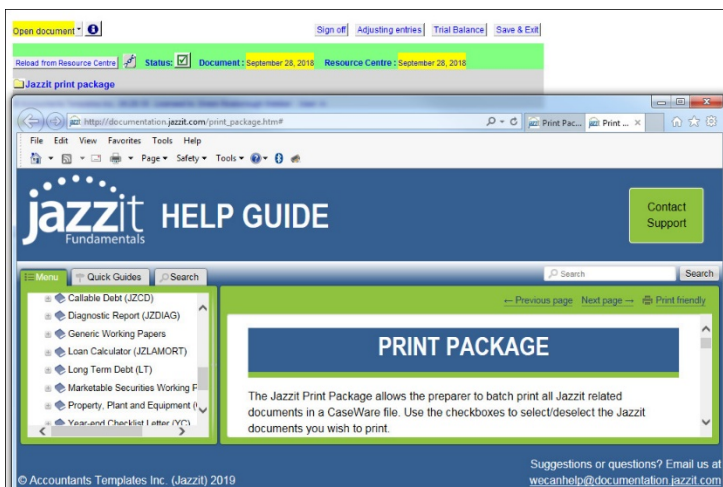 Open document
Sign off Adjusting entries Trial Balance Save & Exit
Reload from Resource Centre Status: Document : September 28, 2018 Resource Centre : September 28, 2018
Jazzit print package
http://documentation.jazzit.com/print_package.htm#
Print Pac... Print ...
File Edit View Favorites Tools Help
Page Safety Tools
jazzit HELP GUIDE
Fundamentals
Contact
Support
Menu Quick Guides Search
Search Search
Callable Debt (JZCD)
Diagnostic Report (JZDIAG)
Generic Working Papers
Loan Calculator (JZLAMORT)
Long Term Debt (LT)
Marketable Securities Working P
Property, Plant and Equipment (
Year-end Checklist Letter (YC)
← Previous page Next page → Print friendly
PRINT PACKAGE
The Jazzit Print Package allows the preparer to batch print all Jazzit related
documents in a CaseWare file. Use the checkboxes to select/deselect the Jazzit
documents you wish to print.
Suggestions or questions? Email us at
© Accountants Templates Inc. (Jazzit) 2019 wecanhelp@documentation.jazzit.com